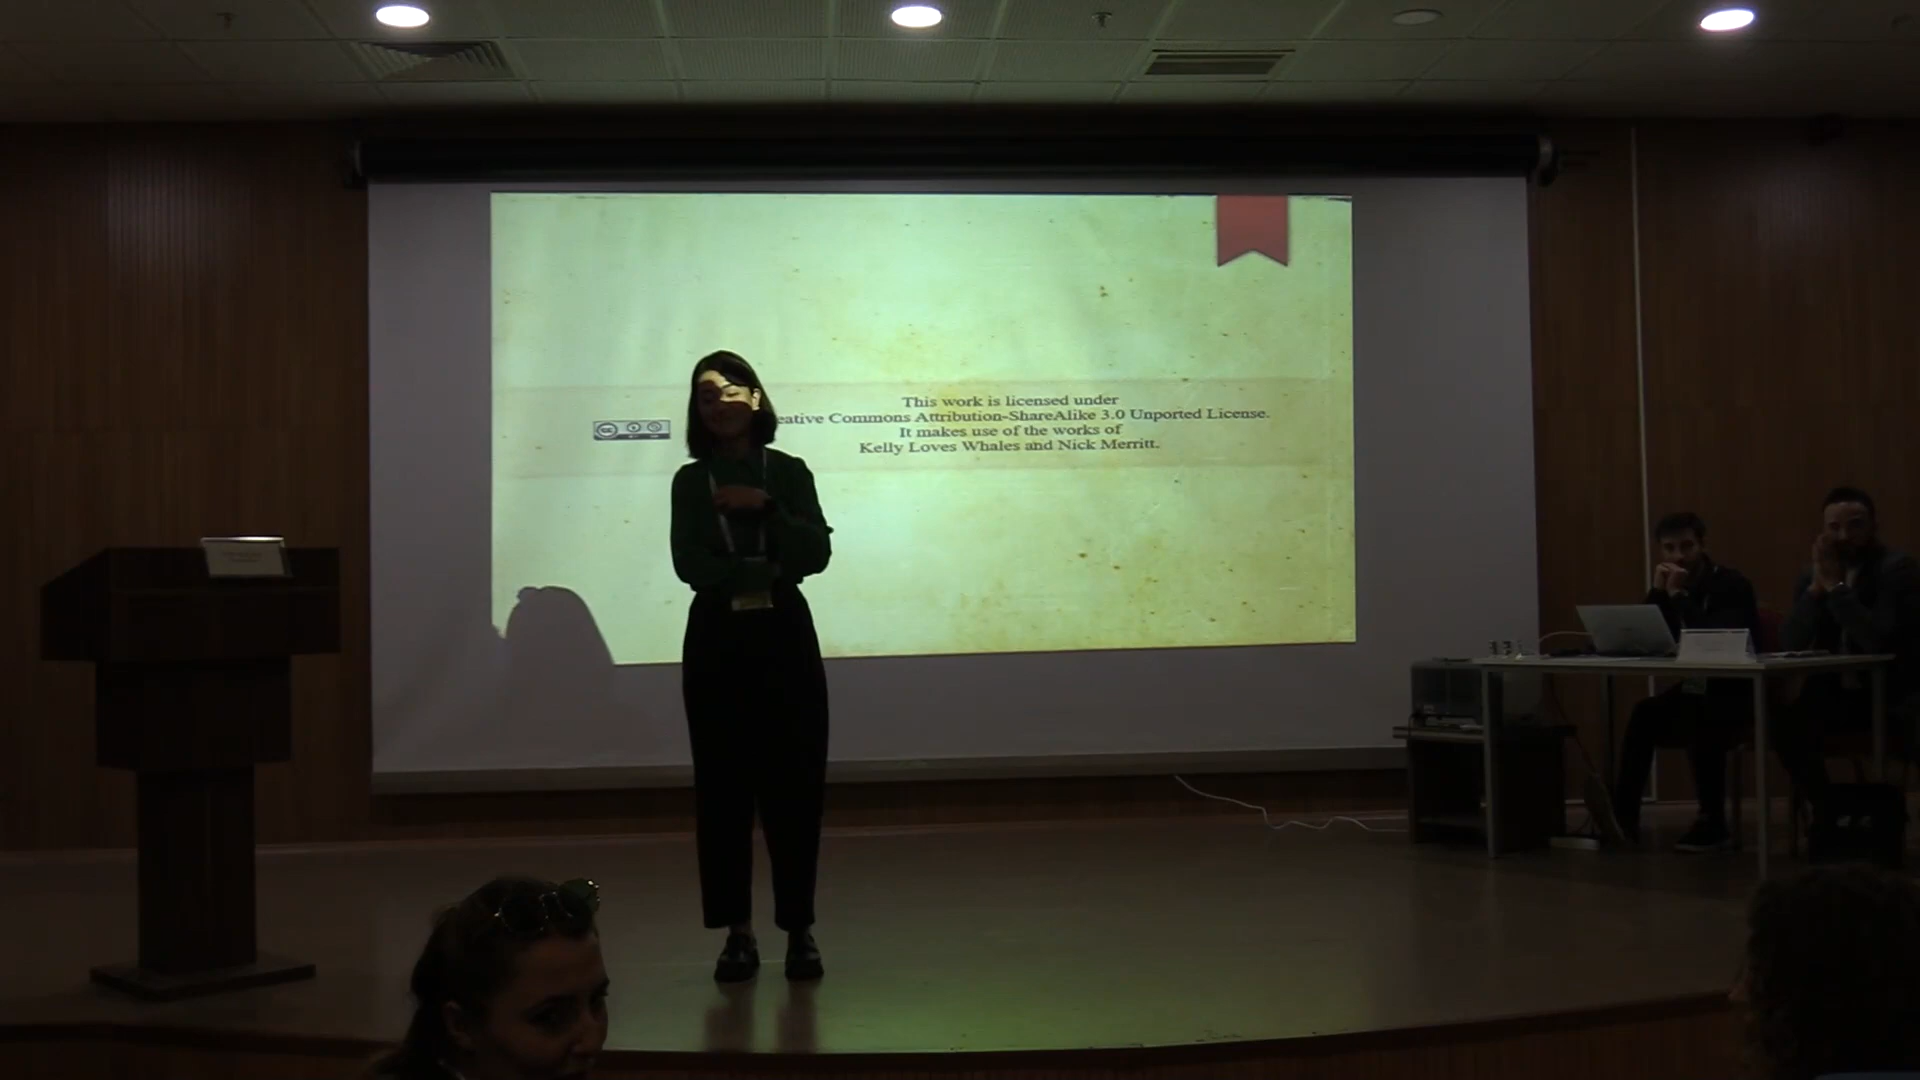 This work is licensed under
eative Commons Attribution-ShareAlike 3.0 Unported License.
It makes use of the works of
Kelly Loves Whales and Nick Merritt.